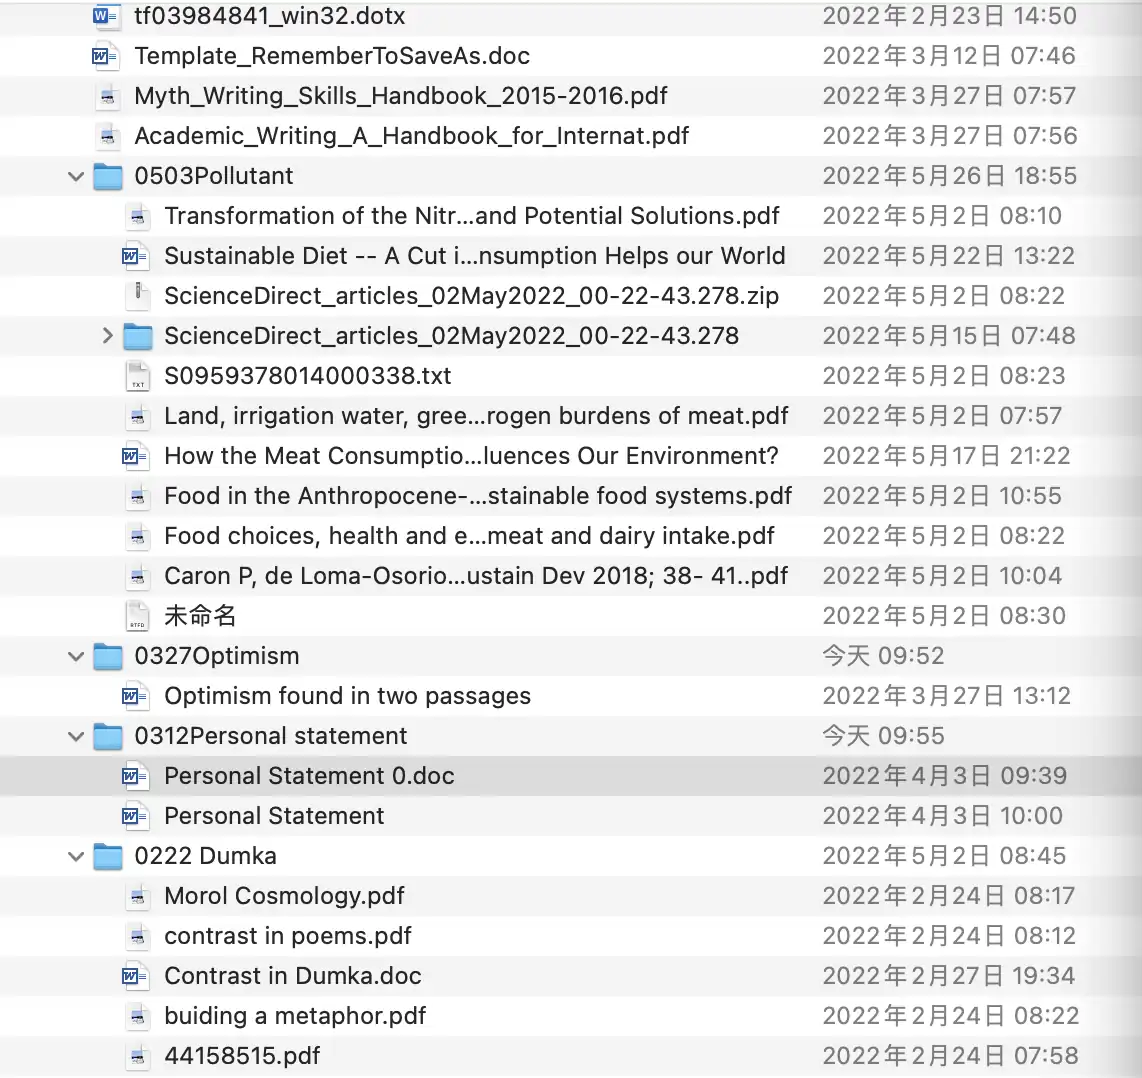 tf03984841_win32.dotx 2022年2月23日 14:50
Template_RememberToSaveAs.doc 2022年3月12日 07:46
Myth_Writing_Skills_Handbook_2015-2016.pdf 2022年3月27日 07:57
Academic_Writing_A_Handbook_for_Internat.pdf 2022年3月27日 07:56
0503Pollutant 2022年5月26日 18:55
Transformation of the Nitr...and Potential Solutions.pdf 2022年5月2日 08:10
Sustainable Diet -- A Cut i...nsumption Helps our World 2022年5月22日 13:22
ScienceDirect_articles_02May2022_00-22-43.278.zip 2022年5月2日 08:22
ScienceDirect_articles_02May2022_00-22-43.278 2022年5月15日 07:48
TXT S0959378014000338.txt 2022年5月2日 08:23
Land, irrigation water, gree...rogen burdens of meat.pdf 2022年5月2日 07:57
How the Meat Consumptio...luences Our Environment? 2022年5月17日 21:22
Food in the Anthropocene-...stainable food systems.pdf 2022年5月2日 10:55
Food choices, health and e...meat and dairy intake.pdf 2022年5月2日 08:22
Caron P, de Loma-Osorio...ustain Dev 2018; 38- 41..pdf 2022年5月2日 10:04
RTFD 未命名 2022年5月2日 08:30
0327Optimism 今天 09:52
Optimism found in two passages 2022年3月27日 13:12
0312Personal statement 今天 09:55
Personal Statement 0.doc 2022年4月3日 09:39
Personal Statement 2022年4月3日 10:00
0222 Dumka 2022年5月2日 08:45
Morol Cosmology.pdf 2022年2月24日 08:17
contrast in poems.pdf 2022年2月24日 08:12
Contrast in Dumka.doc 2022年2月27日 19:34
buiding a metaphor.pdf 2022年2月24日 08:22
44158515.pdf 2022年2月24日 07:58